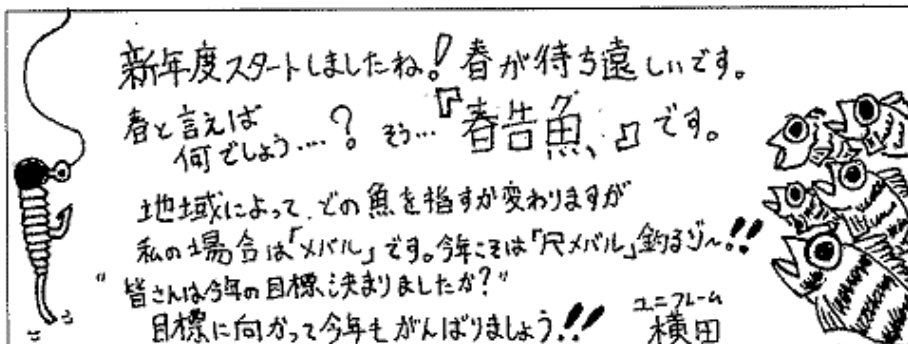 新年度スタートしましたね!春が待ち遠しいです。
春と言えば
何でしょう…?そう…『春告魚』です。
地域によって、どの魚を指すか変わりますが
私の場合は「メバル」です。今年こそは「尺メバル」釣るゾ〜!!
"皆さんは今年の目標決まりましたか?"
目標に向かって今年もがんばりましょう!!
ユニフレーム
横田